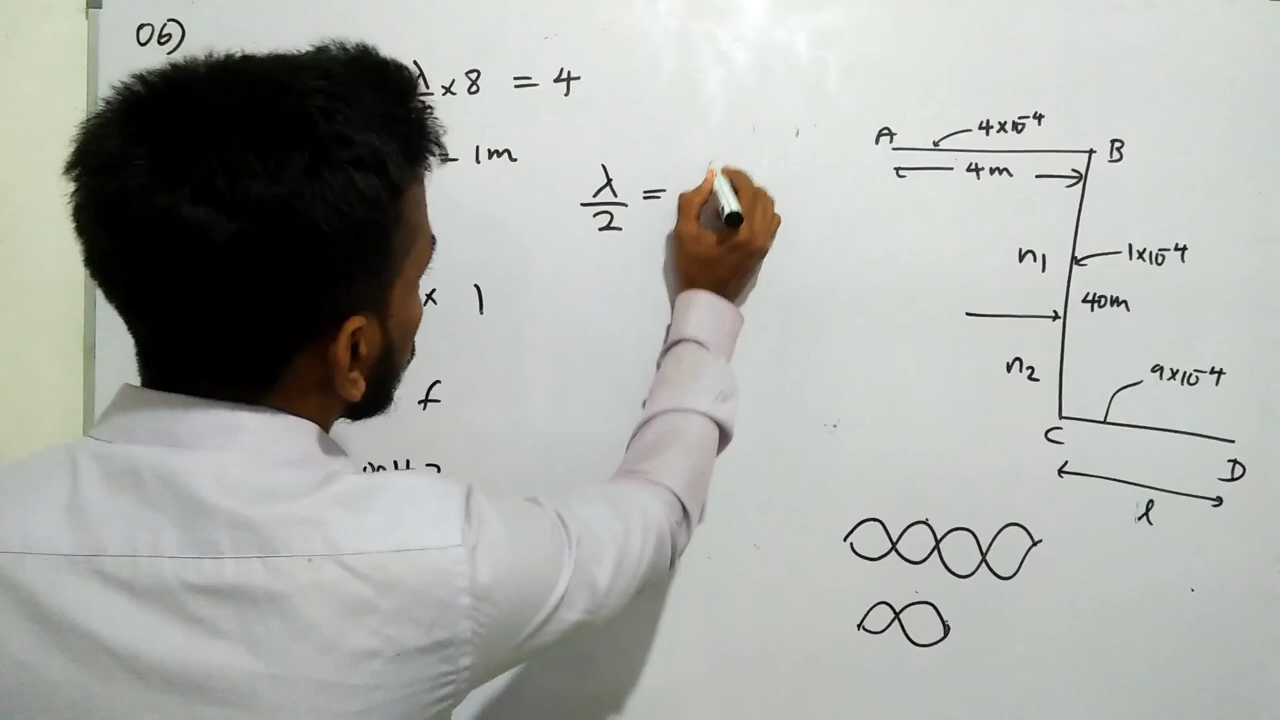 06)
λ × 8 = 4
= 1m
× 1
f
λ/2 =
A 4×10⁻⁴ B
4m
n1 1×10⁻⁴
40m
n2 9×10⁻⁴
C D
l